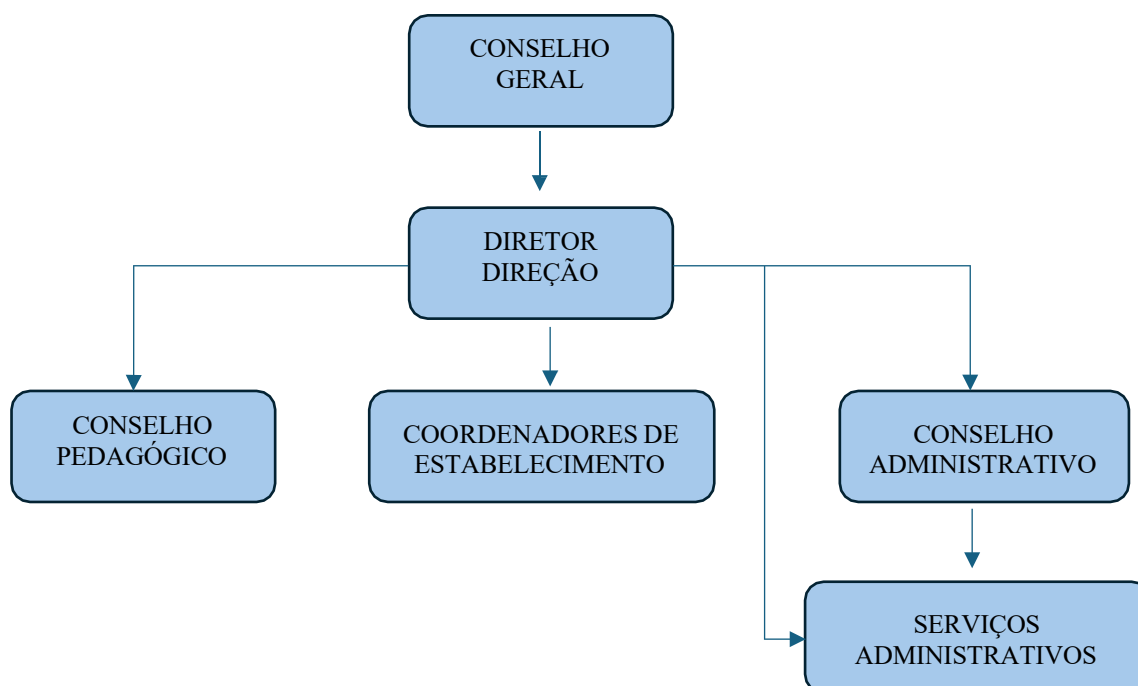 CONSELHO
GERAL
DIRETOR
DIREÇÃO
CONSELHO
PEDAGÓGICO
COORDENADORES DE
ESTABELECIMENTO
CONSELHO
ADMINISTRATIVO
SERVIÇOS
ADMINISTRATIVOS